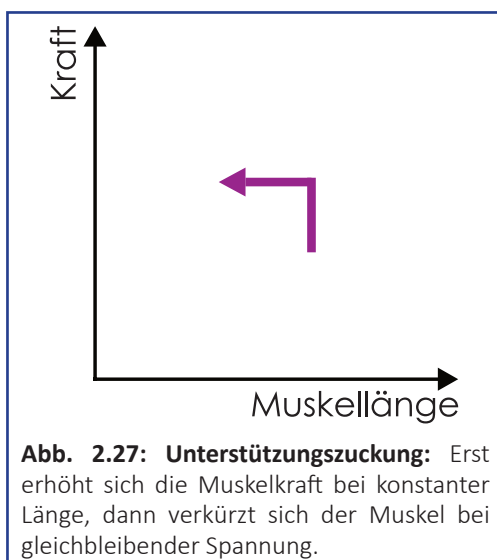 Kraft
Muskellänge
Abb. 2.27: Unterstützungszuckung: Erst
erhöht sich die Muskelkraft bei konstanter
Länge, dann verkürzt sich der Muskel bei
gleichbleibender Spannung.